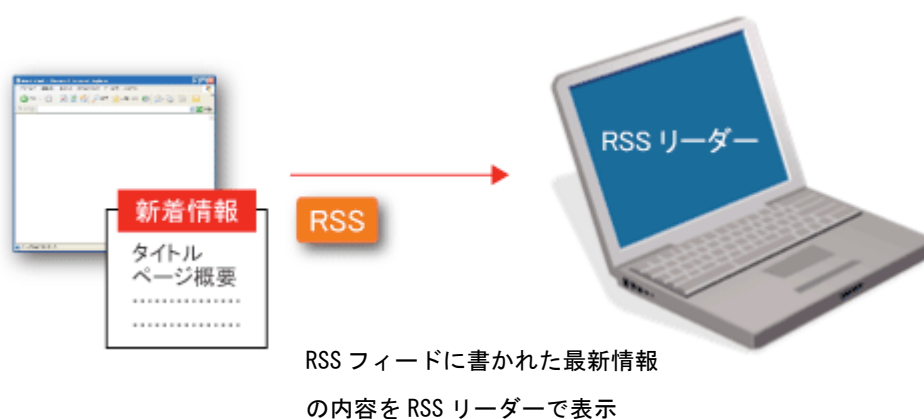 新着情報
タイトル
ページ概要
RSS
RSS リーダー
RSS フィードに書かれた最新情報
の内容を RSS リーダーで表示